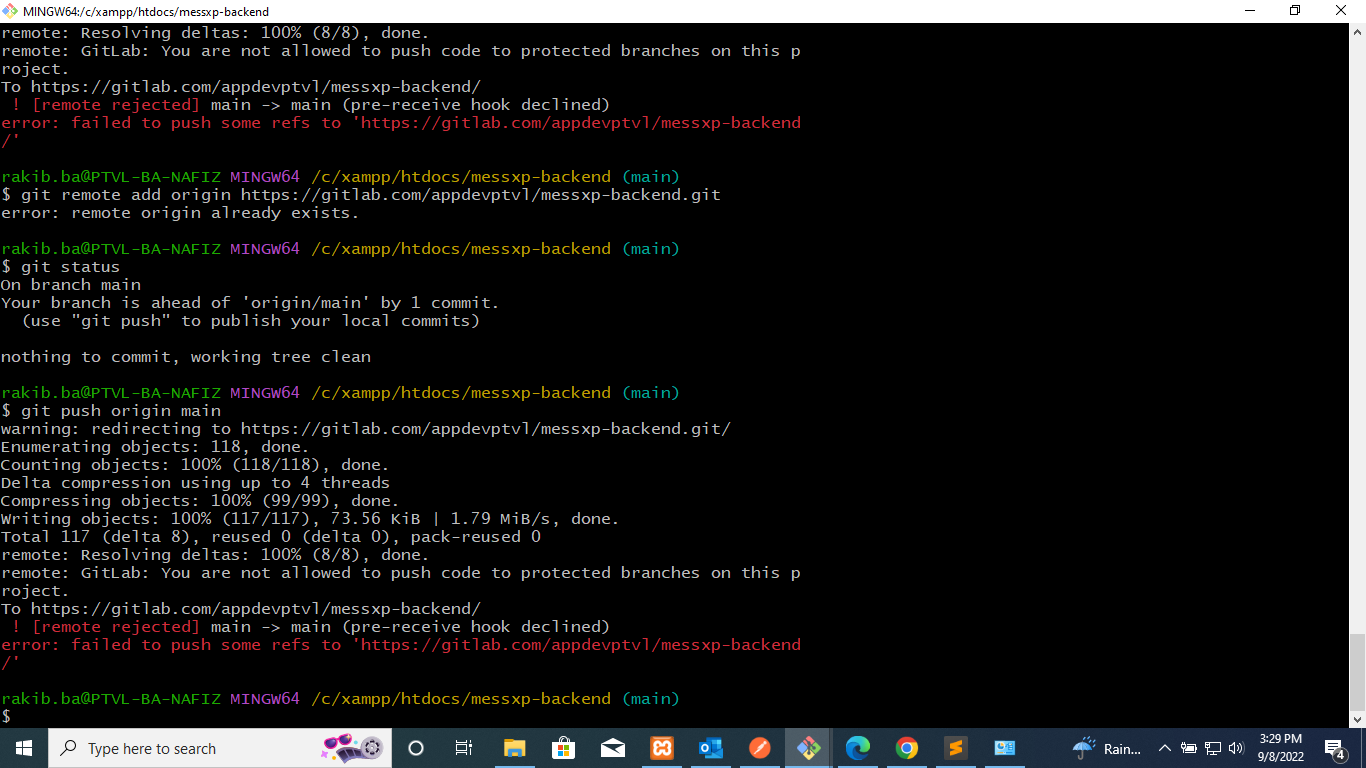 MINGW64:/c/xampp/htdocs/messxp-backend
remote: Resolving deltas: 100% (8/8), done.
remote: GitLab: You are not allowed to push code to protected branches on this p
roject.
To https://gitlab.com/appdevptvl/messxp-backend/
 ! [remote rejected] main -> main (pre-receive hook declined)
error: failed to push some refs to 'https://gitlab.com/appdevptvl/messxp-backend
/'
rakib.ba@PTVL-BA-NAFIZ MINGW64 /c/xampp/htdocs/messxp-backend (main)
$ git remote add origin https://gitlab.com/appdevptvl/messxp-backend.git
error: remote origin already exists.
rakib.ba@PTVL-BA-NAFIZ MINGW64 /c/xampp/htdocs/messxp-backend (main)
$ git status
On branch main
Your branch is ahead of 'origin/main' by 1 commit.
  (use "git push" to publish your local commits)
nothing to commit, working tree clean
rakib.ba@PTVL-BA-NAFIZ MINGW64 /c/xampp/htdocs/messxp-backend (main)
$ git push origin main
warning: redirecting to https://gitlab.com/appdevptvl/messxp-backend.git/
Enumerating objects: 118, done.
Counting objects: 100% (118/118), done.
Delta compression using up to 4 threads
Compressing objects: 100% (99/99), done.
Writing objects: 100% (117/117), 73.56 KiB | 1.79 MiB/s, done.
Total 117 (delta 8), reused 0 (delta 0), pack-reused 0
remote: Resolving deltas: 100% (8/8), done.
remote: GitLab: You are not allowed to push code to protected branches on this p
roject.
To https://gitlab.com/appdevptvl/messxp-backend/
 ! [remote rejected] main -> main (pre-receive hook declined)
error: failed to push some refs to 'https://gitlab.com/appdevptvl/messxp-backend
/'
rakib.ba@PTVL-BA-NAFIZ MINGW64 /c/xampp/htdocs/messxp-backend (main)
$
Type here to search
Rain...
3:29 PM
9/8/2022
4